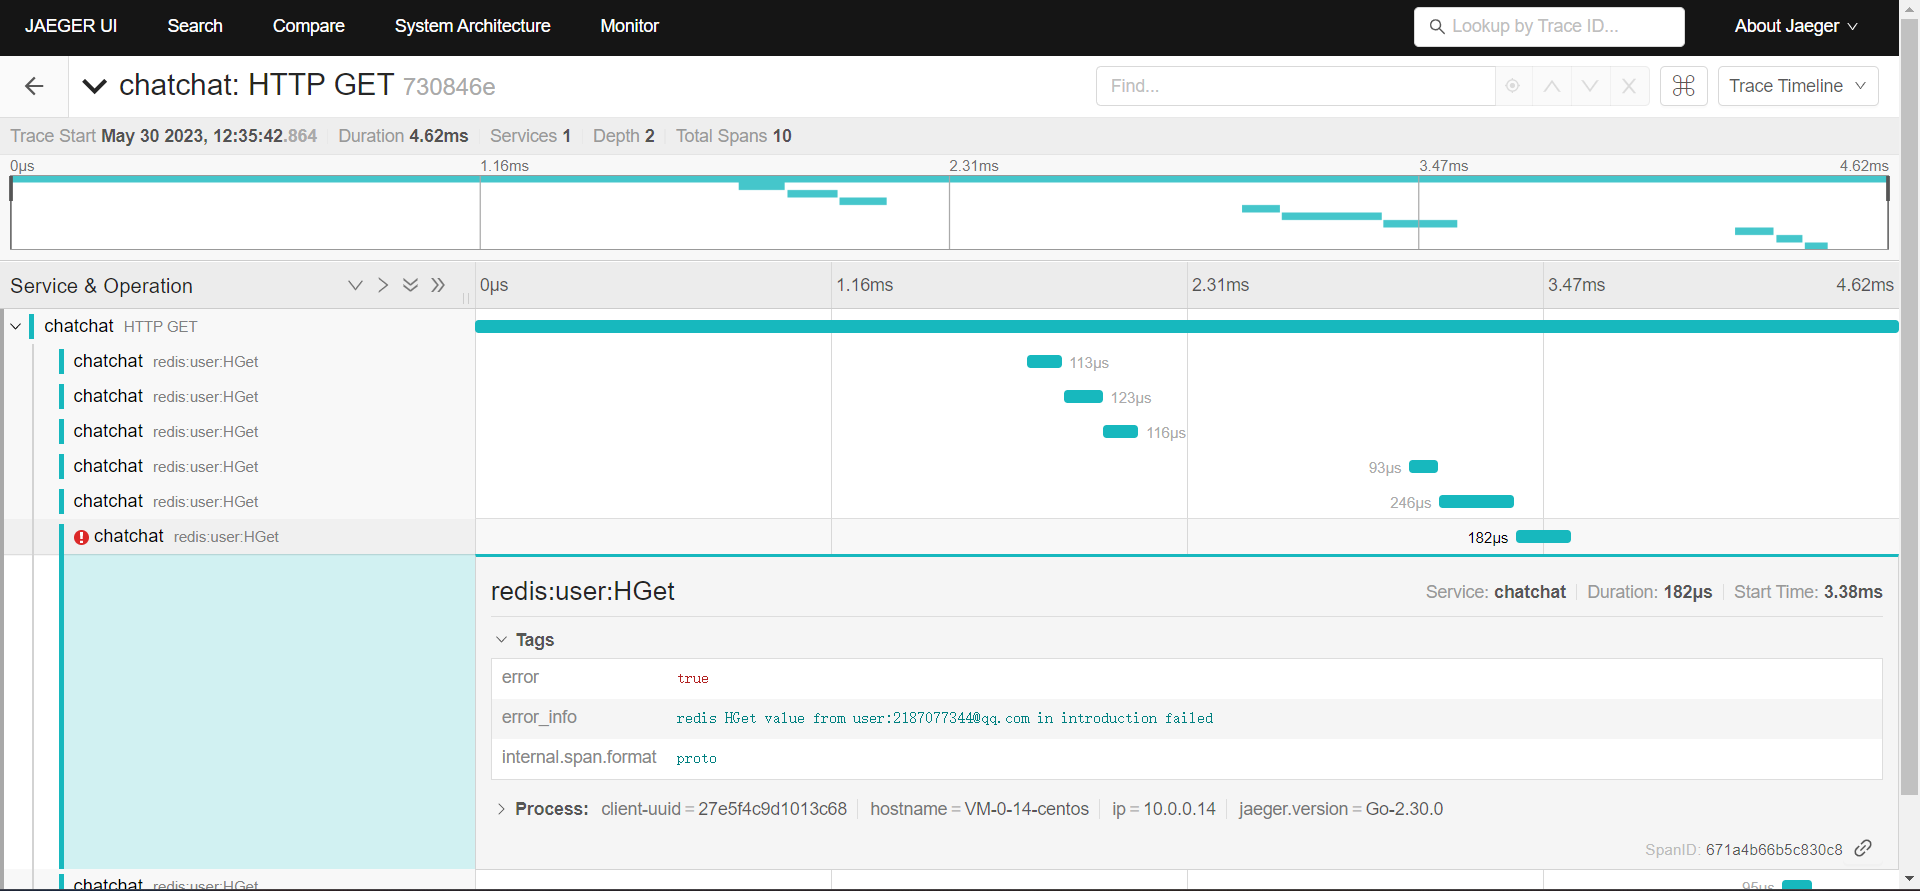 JAEGER UI Search Compare System Architecture Monitor Lookup by Trace ID... About Jaeger
chatchat: HTTP GET 730846e Find... Trace Timeline
Trace Start May 30 2023, 12:35:42.864 Duration 4.62ms Services 1 Depth 2 Total Spans 10
0μs 1.16ms 2.31ms 3.47ms 4.62ms
Service & Operation 0μs 1.16ms 2.31ms 3.47ms 4.62ms
chatchat HTTP GET
chatchat redis:user:HGet 113μs
chatchat redis:user:HGet 123μs
chatchat redis:user:HGet 116μs
chatchat redis:user:HGet 93μs
chatchat redis:user:HGet 246μs
chatchat redis:user:HGet 182μs
redis:user:HGet Service: chatchat Duration: 182μs Start Time: 3.38ms
Tags
error true
error_info redis HGet value from user:2187077344@qq.com in introduction failed
internal.span.format proto
Process: client-uuid = 27e5f4c9d1013c68 hostname = VM-0-14-centos ip = 10.0.0.14 jaeger.version = Go-2.30.0
SpanID: 671a4b66b5c830c8
chatchat redis:user:HGet 95μs